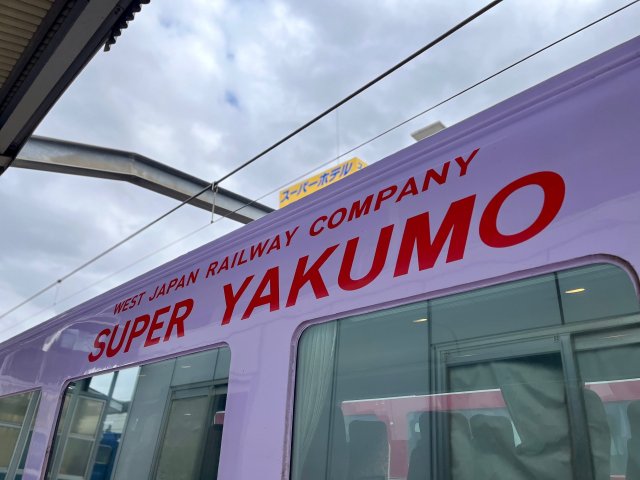 スーパーホテル
WEST JAPAN RAILWAY COMPANY
SUPER YAKUMO